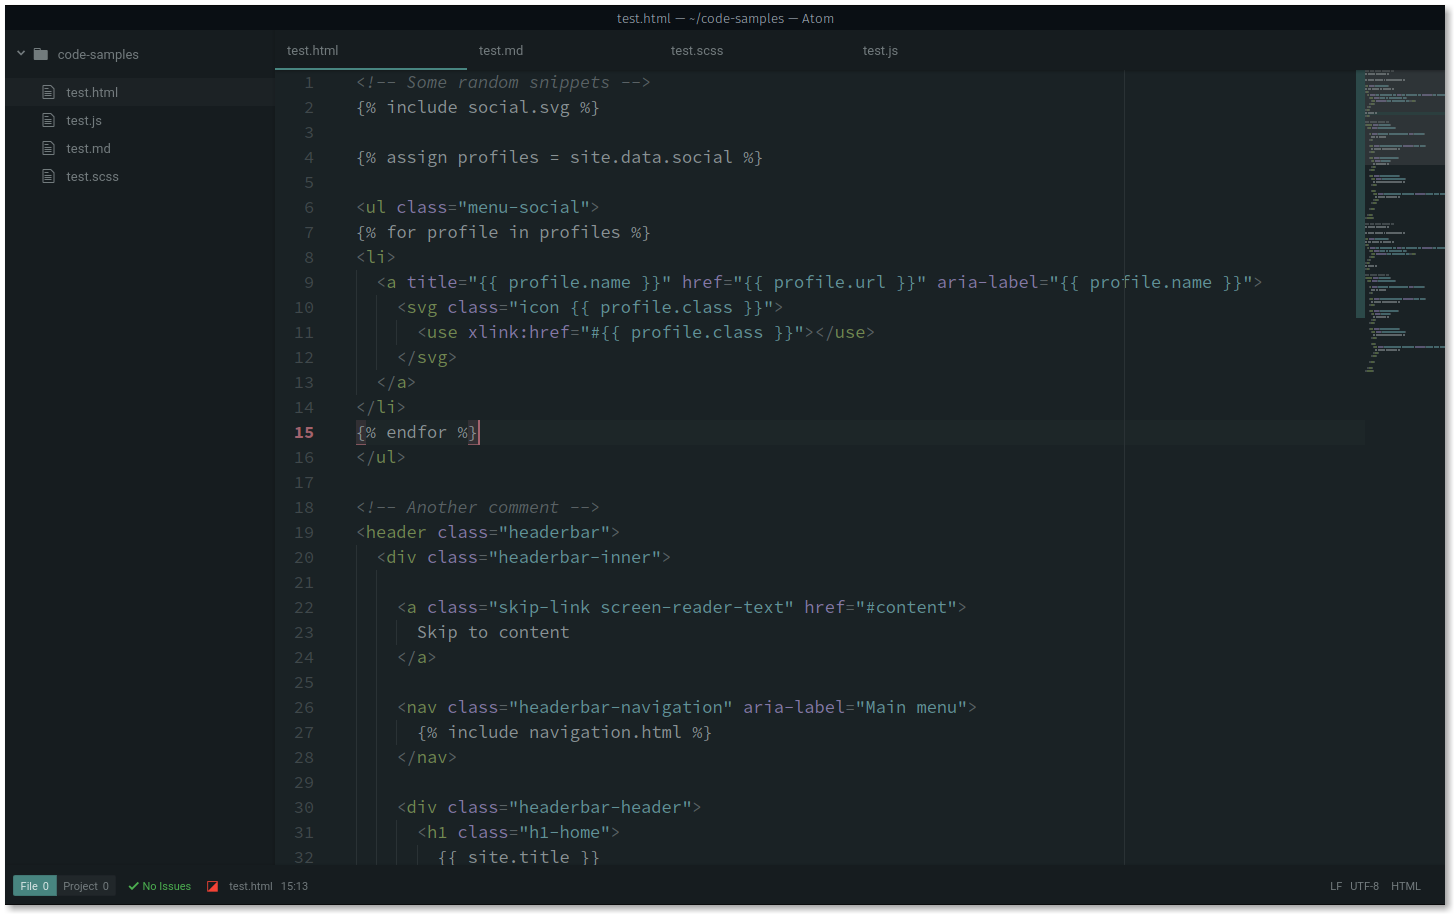 test.html — ~/code-samples — Atom
code-samples
test.html
test.js
test.md
test.scss
test.html test.md test.scss test.js
1 <!-- Some random snippets -->
2 {% include social.svg %}
3
4 {% assign profiles = site.data.social %}
5
6 <ul class="menu-social">
7 {% for profile in profiles %}
8 <li>
9 <a title="{{ profile.name }}" href="{{ profile.url }}" aria-label="{{ profile.name }}">
10 <svg class="icon {{ profile.class }}">
11 <use xlink:href="#{{ profile.class }}"></use>
12 </svg>
13 </a>
14 </li>
15 {% endfor %}
16 </ul>
17
18 <!-- Another comment -->
19 <header class="headerbar">
20 <div class="headerbar-inner">
21
22 <a class="skip-link screen-reader-text" href="#content">
23 Skip to content
24 </a>
25
26 <nav class="headerbar-navigation" aria-label="Main menu">
27 {% include navigation.html %}
28 </nav>
29
30 <div class="headerbar-header">
31 <h1 class="h1-home">
32 {{ site.title }}
File 0 Project 0 No Issues test.html 15:13 LF UTF-8 HTML